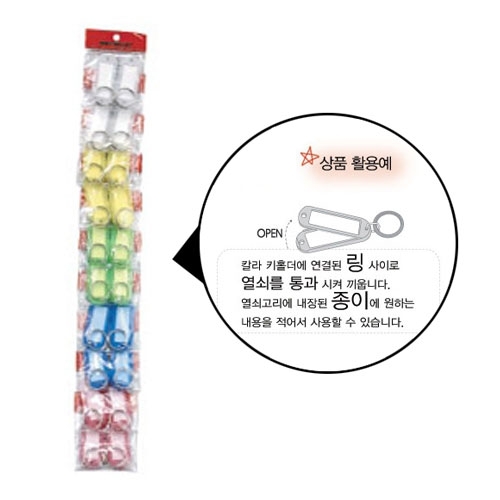 상품 활용예
OPEN
칼라 키홀더에 연결된 링 사이로
열쇠를 통과 시켜 끼웁니다.
열쇠고리에 내장된 종이에 원하는
내용을 적어서 사용할 수 있습니다.